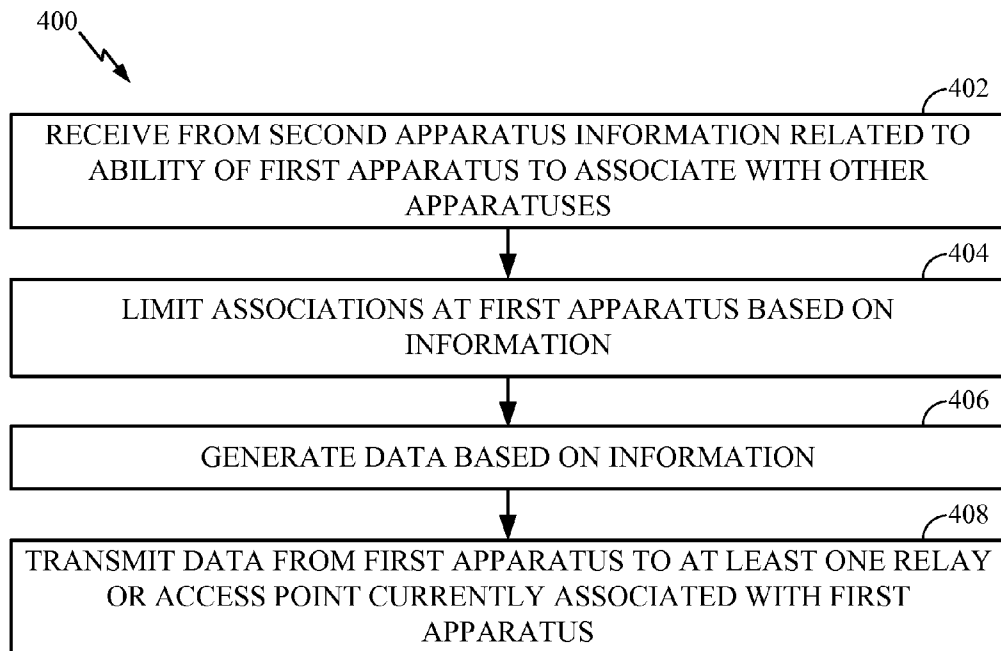 400
402
RECEIVE FROM SECOND APPARATUS INFORMATION RELATED TO
ABILITY OF FIRST APPARATUS TO ASSOCIATE WITH OTHER
APPARATUSES
404
LIMIT ASSOCIATIONS AT FIRST APPARATUS BASED ON
INFORMATION
406
GENERATE DATA BASED ON INFORMATION
408
TRANSMIT DATA FROM FIRST APPARATUS TO AT LEAST ONE RELAY
OR ACCESS POINT CURRENTLY ASSOCIATED WITH FIRST
APPARATUS